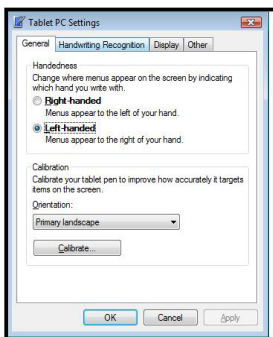 Tablet PC Settings
General Handwriting Recognition Display Other
Handedness
Change where menus appear on the screen by indicating
which hand you write with.
Right-handed
Menus appear to the left of your hand.
Left-handed
Menus appear to the right of your hand.
Calibration
Calibrate your tablet pen to improve how accurately it targets
items on the screen.
Orientation:
Primary landscape
Calibrate...
OK Cancel Apply